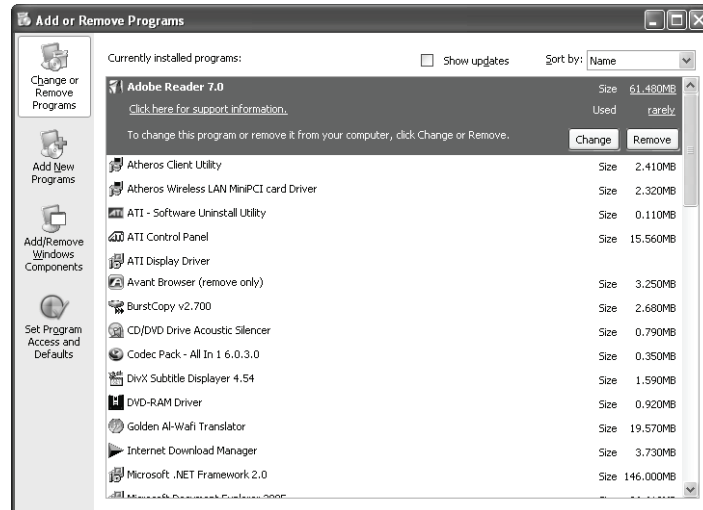 Add or Remove Programs
Change or
Remove
Programs
Add New
Programs
Add/Remove
Windows
Components
Set Program
Access and
Defaults
Currently installed programs:
Show updates
Sort by: Name
Adobe Reader 7.0 Size 61.480MB
Click here for support information. Used rarely
To change this program or remove it from your computer, click Change or Remove. Change Remove
Atheros Client Utility Size 2.410MB
Atheros Wireless LAN MiniPCI card Driver Size 2.320MB
ATI - Software Uninstall Utility Size 0.110MB
ATI Control Panel Size 15.560MB
ATI Display Driver
Avant Browser (remove only) Size 3.250MB
BurstCopy v2.700 Size 2.680MB
CD/DVD Drive Acoustic Silencer Size 0.790MB
Codec Pack - All In 1 6.0.3.0 Size 0.350MB
DivX Subtitle Displayer 4.54 Size 1.590MB
DVD-RAM Driver Size 0.920MB
Golden Al-Wafi Translator Size 19.570MB
Internet Download Manager Size 3.730MB
Microsoft .NET Framework 2.0 Size 146.000MB
Microsoft Document Explorer 2005